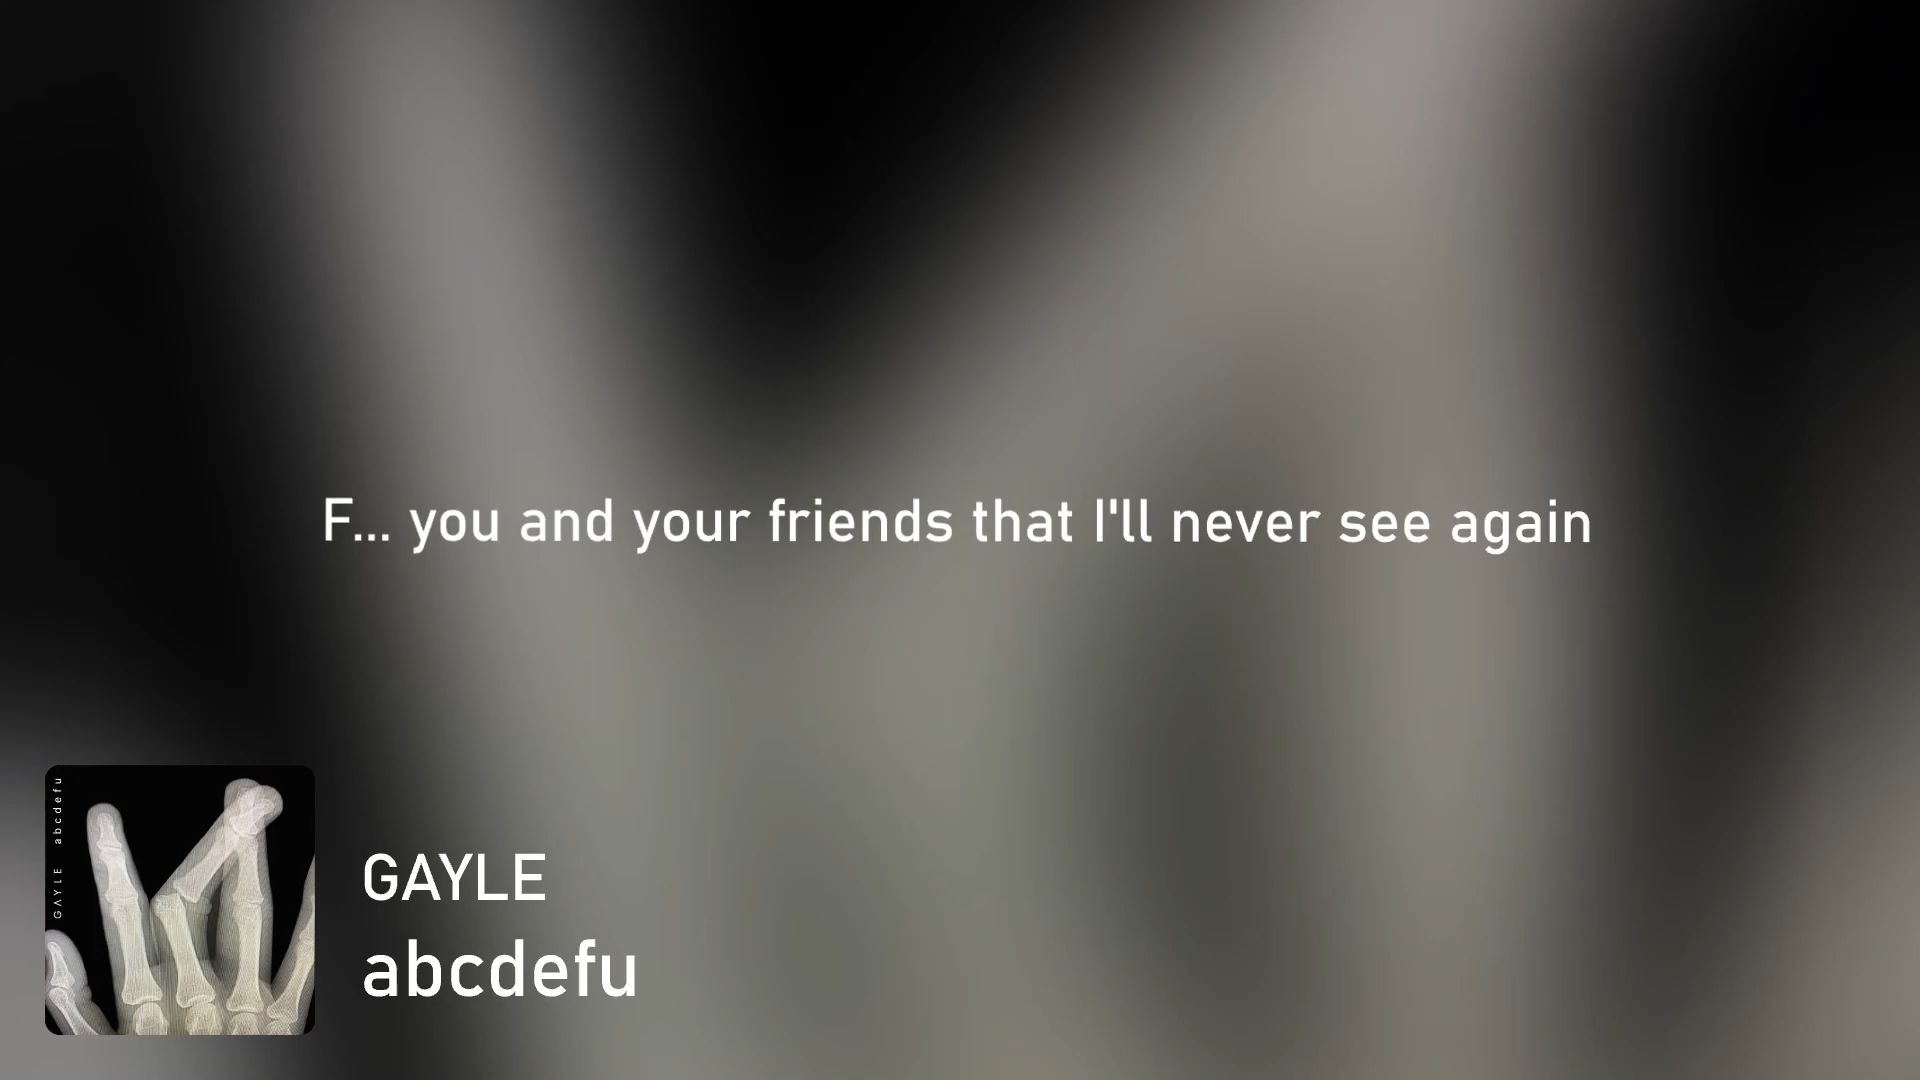 F... you and your friends that I'll never see again
GAYLE abcdefu
GAYLE
abcdefu